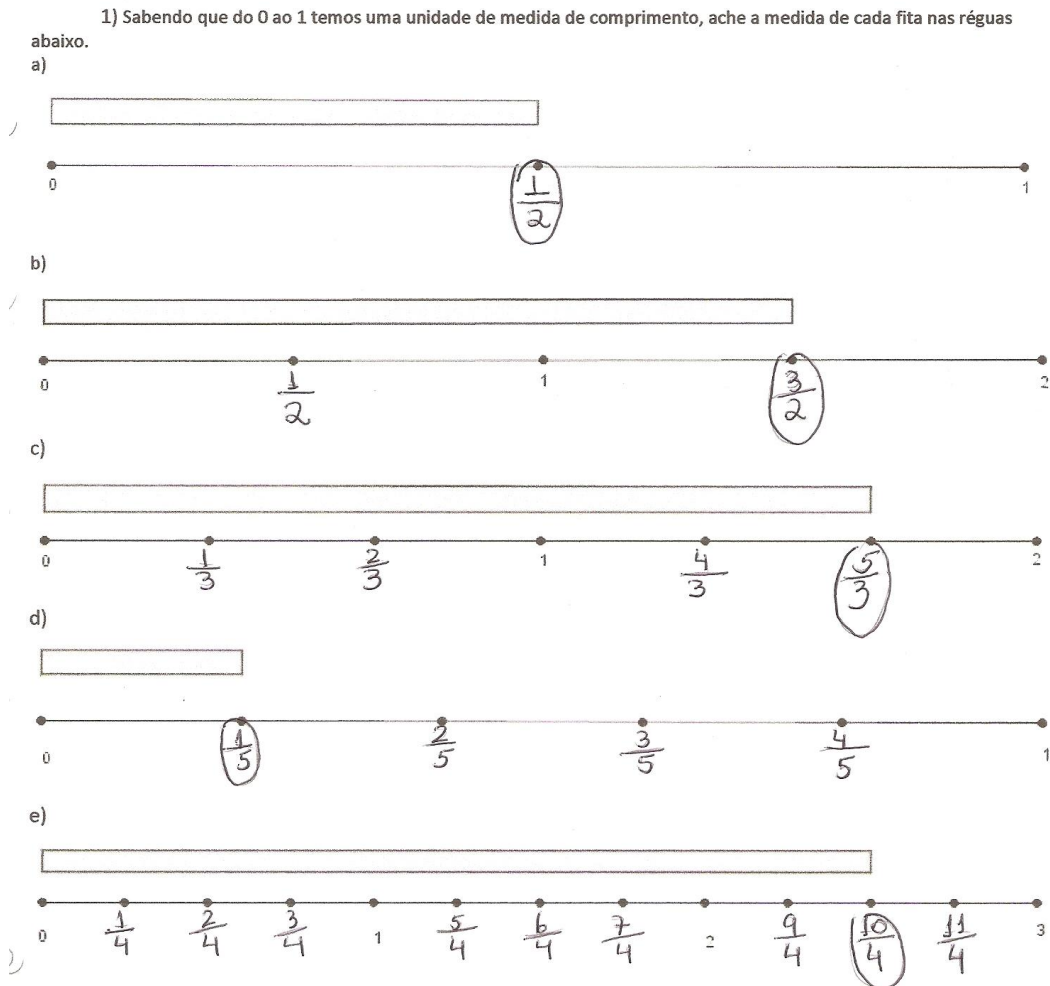 1) Sabendo que do 0 ao 1 temos uma unidade de medida de comprimento, ache a medida de cada fita nas réguas
abaixo.
a)
0 1/2 1
b)
0 1/2 1 3/2 2
c)
0 1/3 2/3 1 4/3 5/3 2
d)
0 1/5 2/5 3/5 4/5 1
e)
0 1/4 2/4 3/4 1 5/4 6/4 7/4 2 9/4 10/4 11/4 3